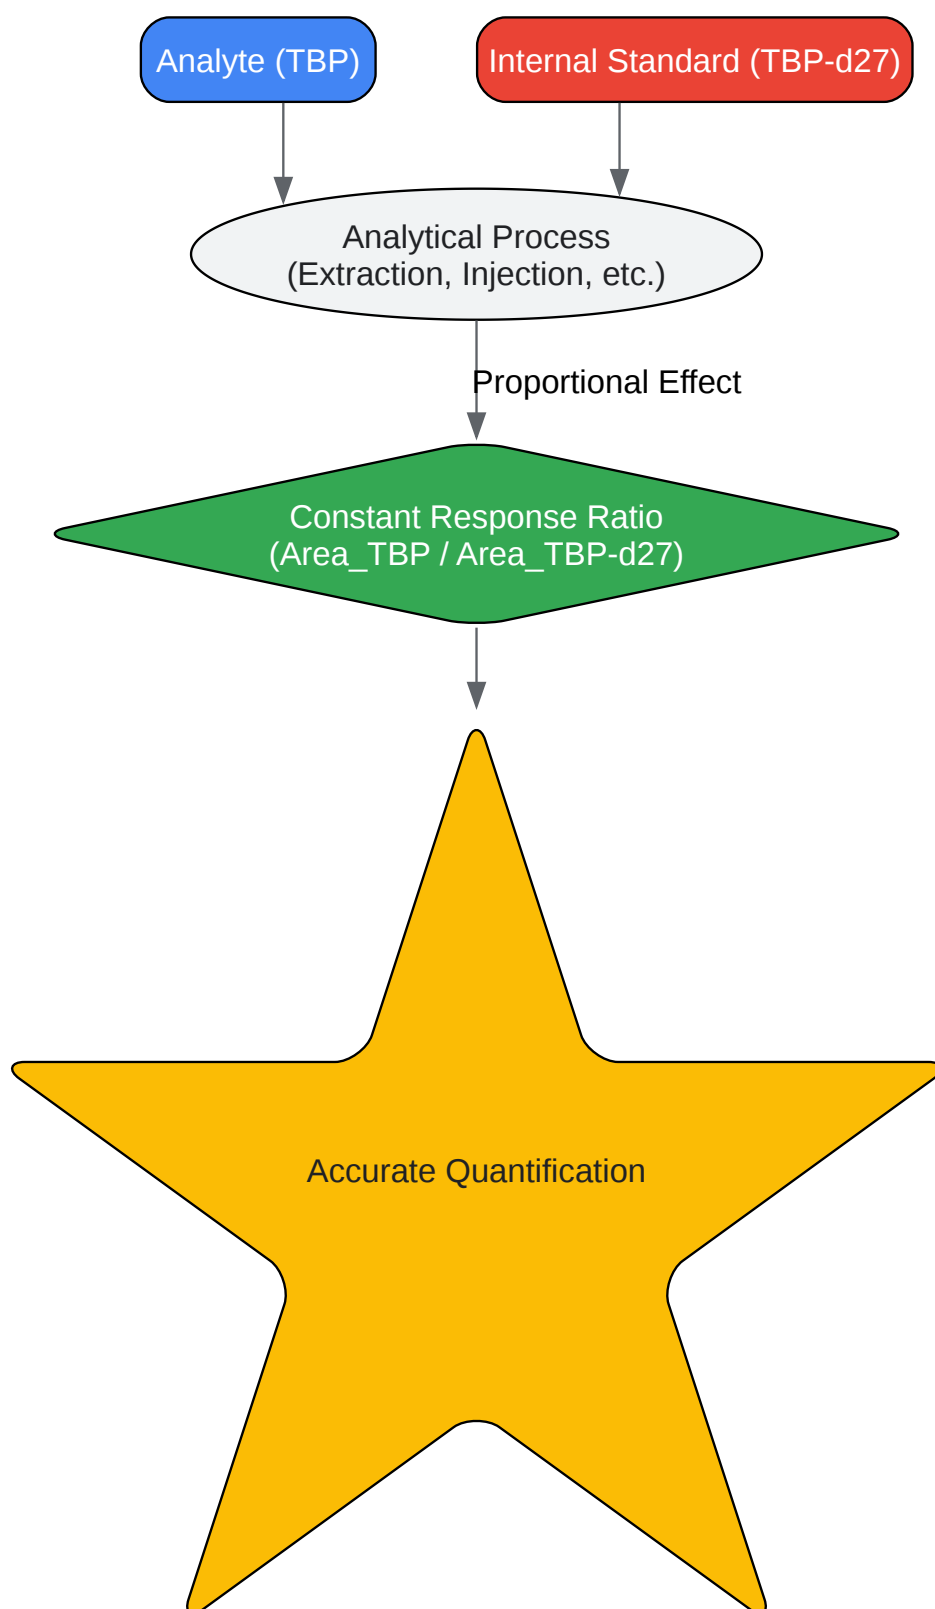 Analyte (TBP)
Internal Standard (TBP-d27)
Analytical Process
(Extraction, Injection, etc.)
Proportional Effect
Constant Response Ratio
(Area_TBP / Area_TBP-d27)
Accurate Quantification